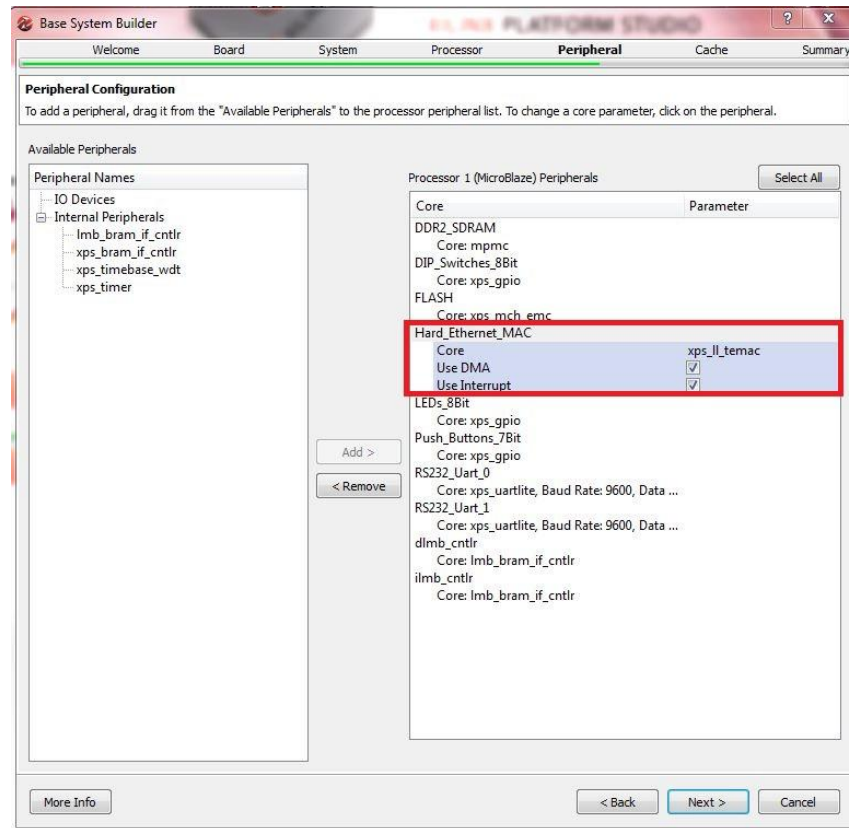 Base System Builder
PLATFORM STUDIO
Welcome Board System Processor Peripheral Cache Summary
Peripheral Configuration
To add a peripheral, drag it from the "Available Peripherals" to the processor peripheral list. To change a core parameter, click on the peripheral.
Available Peripherals
Processor 1 (MicroBlaze) Peripherals
Select All
Peripheral Names
IO Devices
Internal Peripherals
lmb_bram_if_cntlr
xps_bram_if_cntlr
xps_timebase_wdt
xps_timer
Add >
< Remove
Core Parameter
DDR2_SDRAM
Core: mpmc
DIP_Switches_8Bit
Core: xps_gpio
FLASH
Core: xps_mch_emc
Hard_Ethernet_MAC
Core xps_ll_temac
Use DMA
Use Interrupt
LEDs_8Bit
Core: xps_gpio
Push_Buttons_7Bit
Core: xps_gpio
RS232_Uart_0
Core: xps_uartlite, Baud Rate: 9600, Data ...
RS232_Uart_1
Core: xps_uartlite, Baud Rate: 9600, Data ...
dlmb_cntlr
Core: lmb_bram_if_cntlr
ilmb_cntlr
Core: lmb_bram_if_cntlr
More Info
< Back Next > Cancel